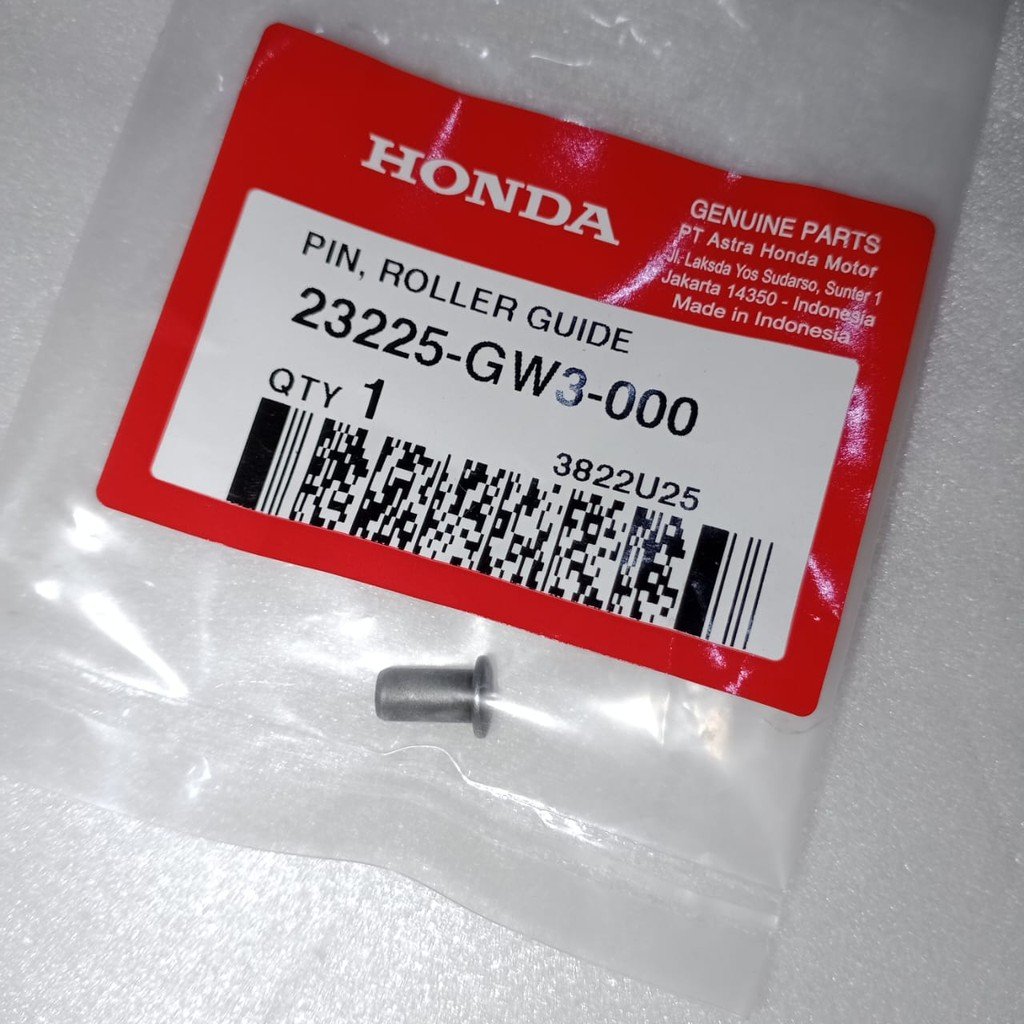 HONDA
GENUINE PARTS
PT Astra Honda Motor
Jl. Laksda Yos Sudarso, Sunter 1
Jakarta 14350 - Indonesia
Made in Indonesia
PIN, ROLLER GUIDE
23225-GW3-000
QTY 1
3822U25